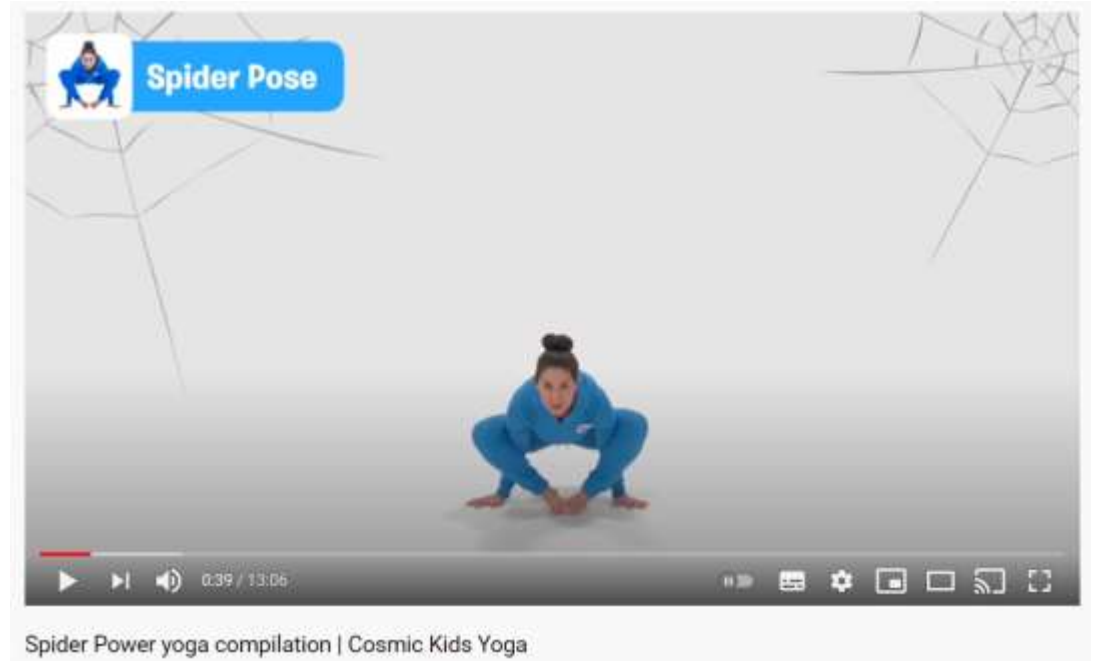 Spider Pose
0:39 / 13:06
Spider Power yoga compilation | Cosmic Kids Yoga